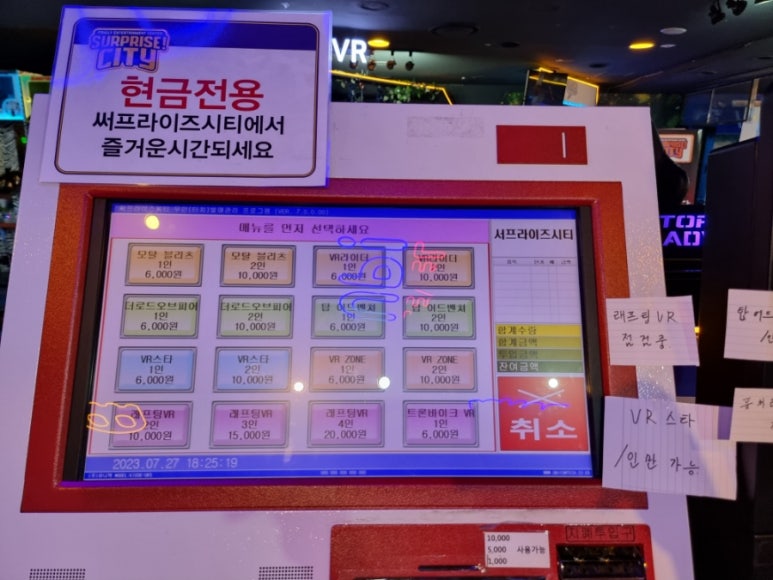 SURPRISE!
CITY
현금전용
써프라이즈시티에서
즐거운시간되세요
VR
메뉴를 먼저 선택하세요
서프라이즈시티
모탈 블리츠
1인
6,000원
모탈 블리츠
2인
10,000원
VR라이더
1인
6,000원
VR라이더
2인
10,000원
더로드오브피어
1인
6,000원
더로드오브피어
2인
10,000원
탑 어드벤처
1인
6,000원
탑 어드벤처
2인
10,000원
VR스타
1인
6,000원
VR스타
2인
10,000원
VR ZONE
1인
6,000원
VR ZONE
2인
10,000원
래프팅VR
2인
10,000원
래프팅VR
3인
15,000원
래프팅VR
4인
20,000원
트론바이크 VR
1인
6,000원
합계수량
합계금액
투입금액
잔여금액
취소
2023.07.27 18:25:19
래프팅 VR
점검중
VR 스타
1인만 가능
10,000
5,000 사용가능
1,000
지폐투입구